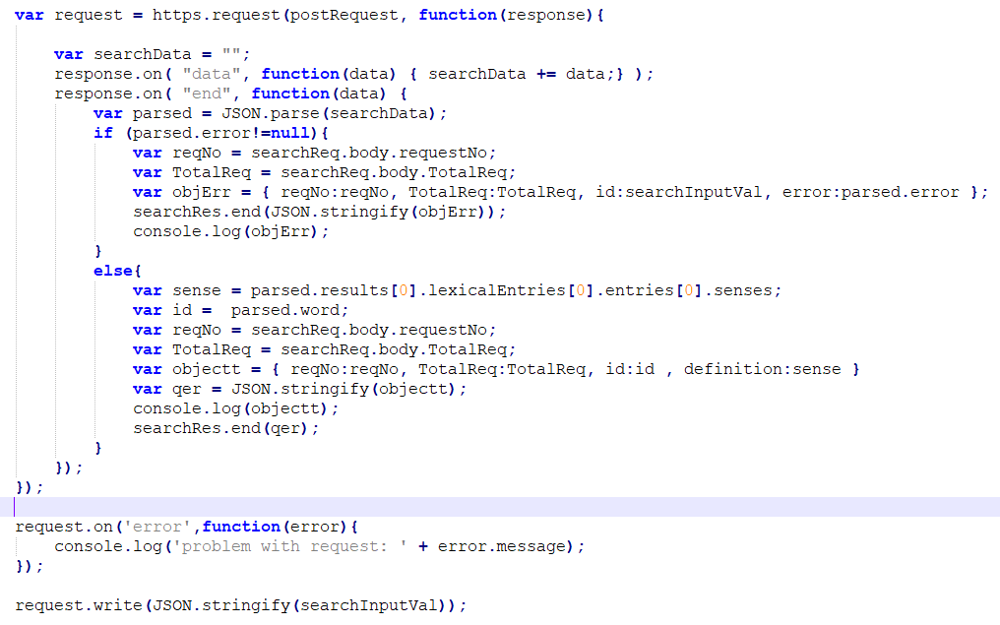 var request = https.request(postRequest, function(response){
var searchData = "";
response.on( "data", function(data) { searchData += data;} );
response.on( "end", function(data) {
var parsed = JSON.parse(searchData);
if (parsed.error!=null){
var reqNo = searchReq.body.requestNo;
var TotalReq = searchReq.body.TotalReq;
var objErr = { reqNo:reqNo, TotalReq:TotalReq, id:searchInputVal, error:parsed.error };
searchRes.end(JSON.stringify(objErr));
console.log(objErr);
}
else{
var sense = parsed.results[0].lexicalEntries[0].entries[0].senses;
var id =  parsed.word;
var reqNo = searchReq.body.requestNo;
var TotalReq = searchReq.body.TotalReq;
var objectt = { reqNo:reqNo, TotalReq:TotalReq, id:id , definition:sense }
var qer = JSON.stringify(objectt);
console.log(objectt);
searchRes.end(qer);
}
});
});
request.on('error',function(error){
console.log('problem with request: ' + error.message);
});
request.write(JSON.stringify(searchInputVal));